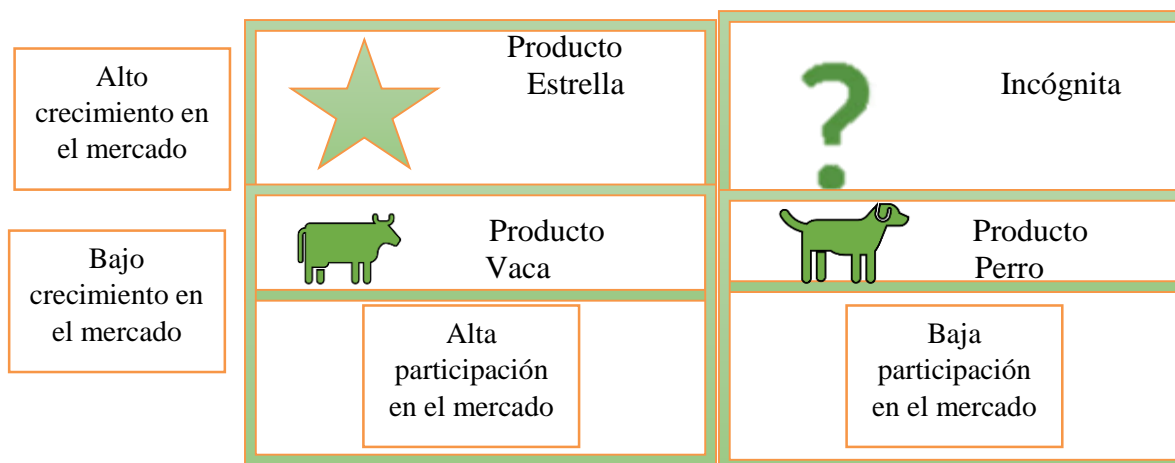 Alto
crecimiento en
el mercado
Producto
Estrella
Incógnita
Bajo
crecimiento en
el mercado
Producto
Vaca
Producto
Perro
Alta
participación
en el mercado
Baja
participación
en el mercado